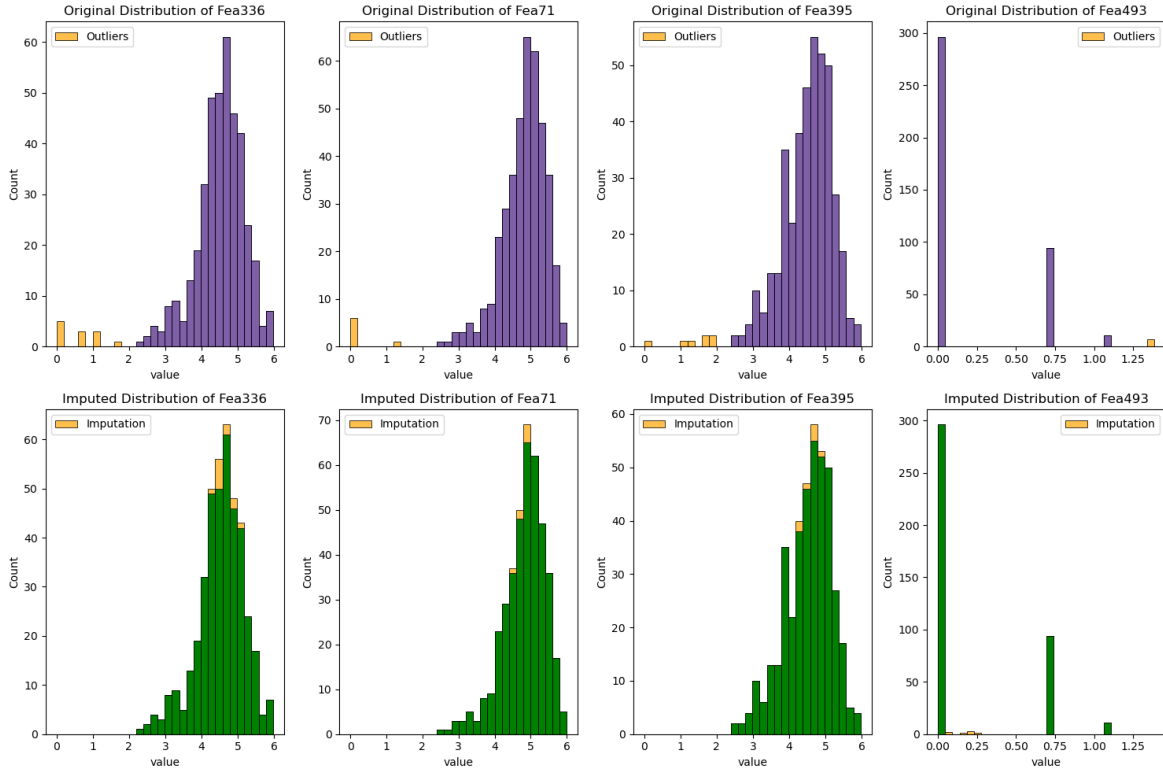 Original Distribution of Fea336
Outliers
Count
60
50
40
30
20
10
0
0 1 2 3 4 5 6
value
Original Distribution of Fea71
Outliers
Count
60
50
40
30
20
10
0
0 1 2 3 4 5 6
value
Original Distribution of Fea395
Outliers
Count
50
40
30
20
10
0
0 1 2 3 4 5 6
value
Original Distribution of Fea493
Outliers
Count
300
250
200
150
100
50
0
0.00 0.25 0.50 0.75 1.00 1.25
value
Imputed Distribution of Fea336
Imputation
Count
60
50
40
30
20
10
0
0 1 2 3 4 5 6
value
Imputed Distribution of Fea71
Imputation
Count
70
60
50
40
30
20
10
0
0 1 2 3 4 5 6
value
Imputed Distribution of Fea395
Imputation
Count
60
50
40
30
20
10
0
0 1 2 3 4 5 6
value
Imputed Distribution of Fea493
Imputation
Count
300
250
200
150
100
50
0
0.00 0.25 0.50 0.75 1.00 1.25
value